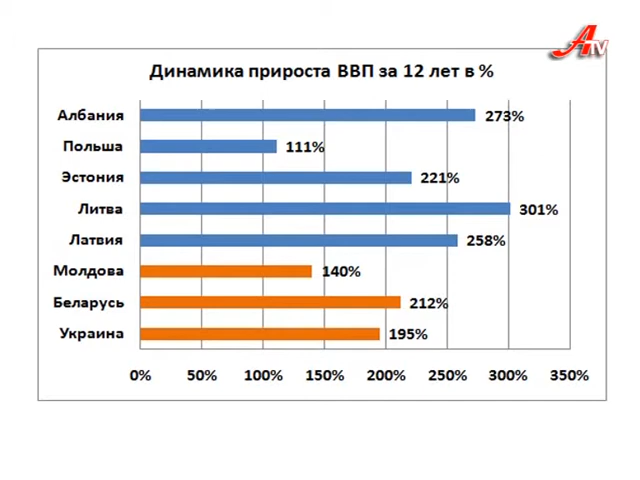 ATV
Динамика прироста ВВП за 12 лет в %
Албания 273%
Польша 111%
Эстония 221%
Литва 301%
Латвия 258%
Молдова 140%
Беларусь 212%
Украина 195%
0% 50% 100% 150% 200% 250% 300% 350%